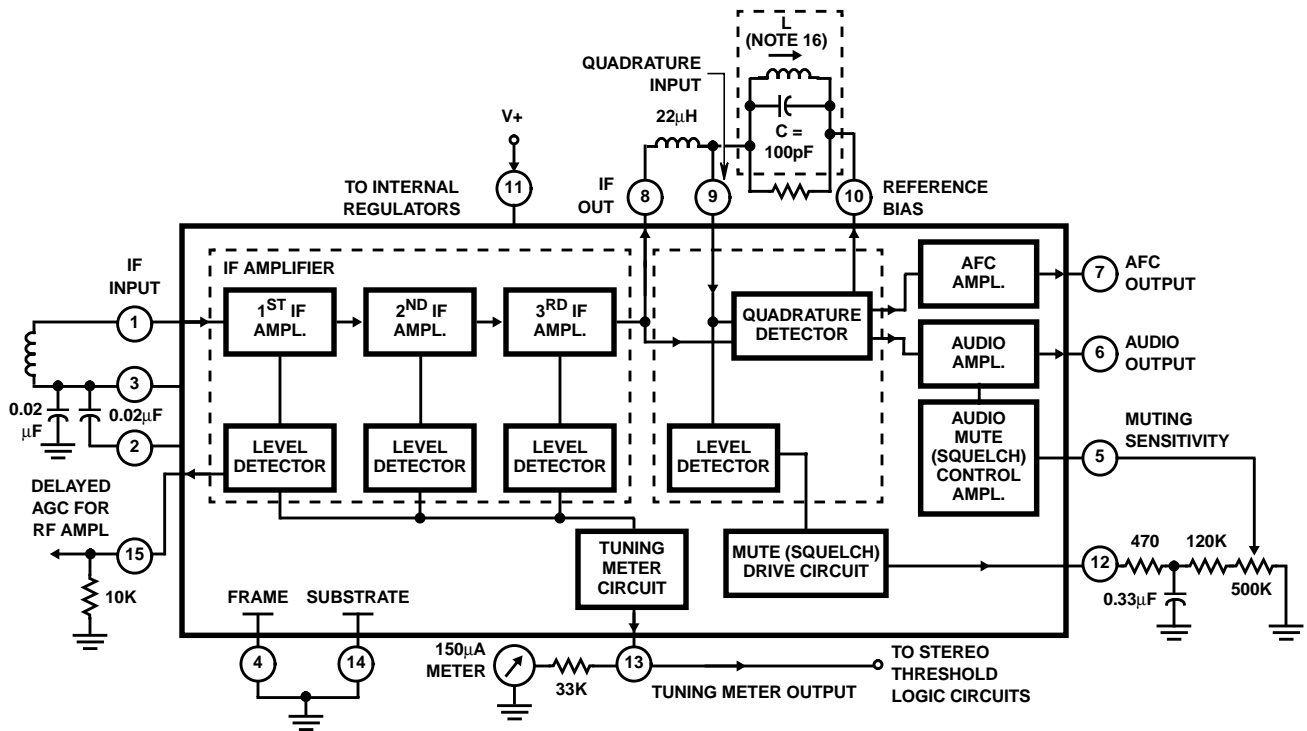 L
(NOTE 16)
QUADRATURE
INPUT
22μH
C =
100pF
V+
11
TO INTERNAL
REGULATORS
IF
OUT
8
9
10
REFERENCE
BIAS
IF
INPUT
1
3
2
0.02
μF
0.02μF
IF AMPLIFIER
1ST IF
AMPL.
2ND IF
AMPL.
3RD IF
AMPL.
LEVEL
DETECTOR
LEVEL
DETECTOR
LEVEL
DETECTOR
QUADRATURE
DETECTOR
LEVEL
DETECTOR
AFC
AMPL.
7
AFC
OUTPUT
AUDIO
AMPL.
6
AUDIO
OUTPUT
AUDIO
MUTE
(SQUELCH)
CONTROL
AMPL.
MUTING
SENSITIVITY
5
DELAYED
AGC FOR
RF AMPL
15
10K
TUNING
METER
CIRCUIT
MUTE (SQUELCH)
DRIVE CIRCUIT
12
470
120K
0.33μF
500K
FRAME
SUBSTRATE
4
14
150μA
METER
33K
13
TUNING METER OUTPUT
TO STEREO
THRESHOLD
LOGIC CIRCUITS